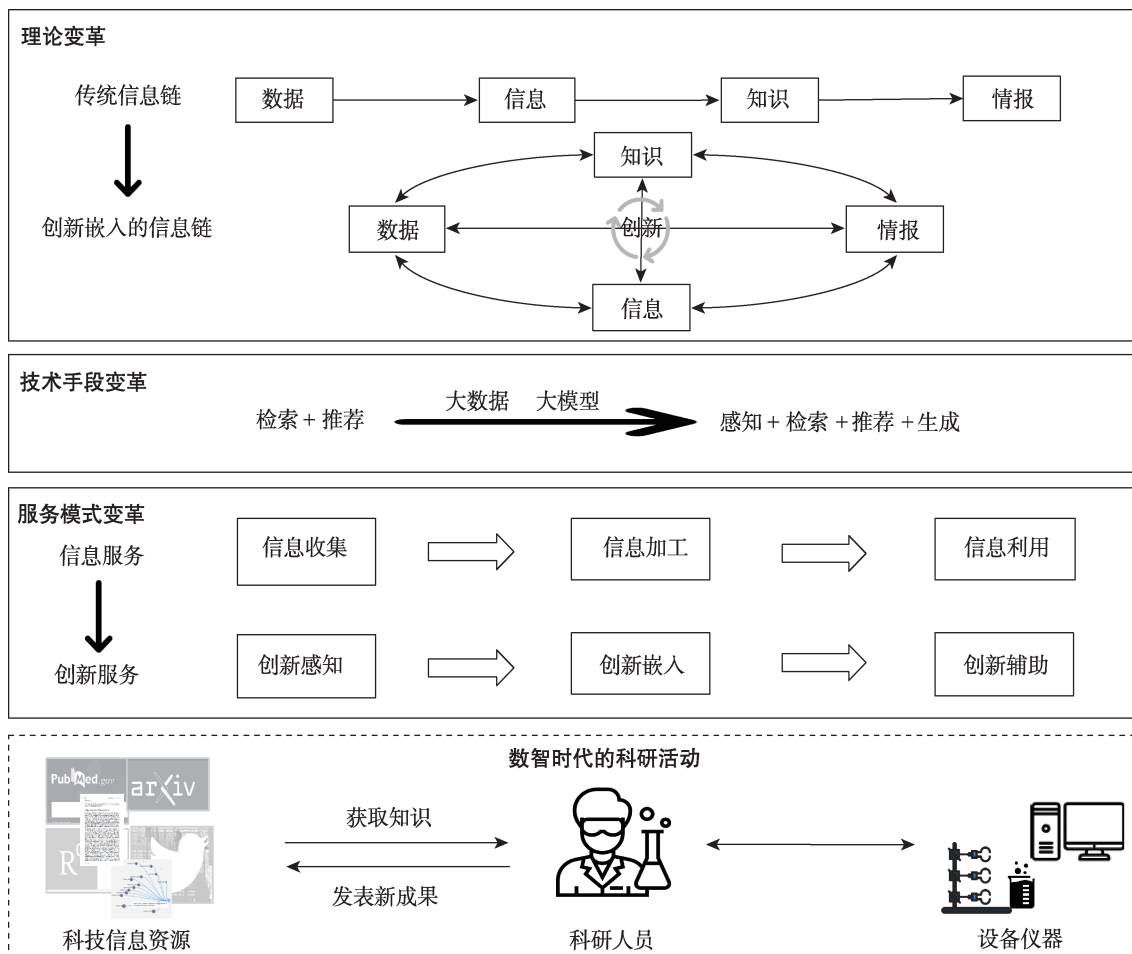 理论变革
传统信息链
数据
信息
知识
情报
创新嵌入的信息链
知识
数据
创新
情报
信息
技术手段变革
检索 + 推荐
大数据 大模型
感知 + 检索 + 推荐 + 生成
服务模式变革
信息服务
信息收集
信息加工
信息利用
创新服务
创新感知
创新嵌入
创新辅助
数智时代的科研活动
PubMed.gov
arXiv
R
获取知识
发表新成果
科技信息资源
科研人员
设备仪器